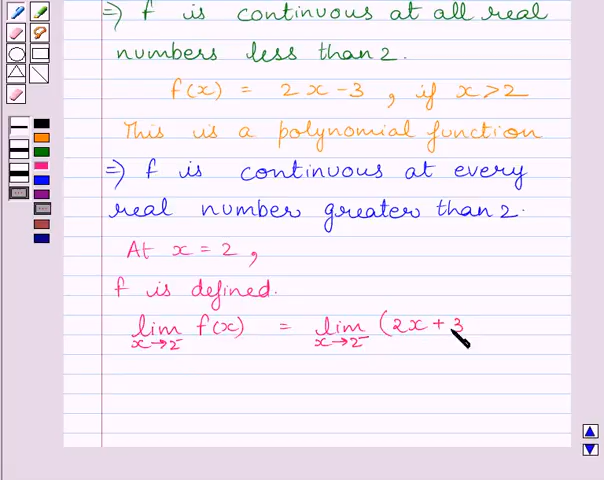 ⇒ f is continuous at all real
numbers less than 2.
f(x) = 2x-3 , if x>2
This is a polynomial function
⇒ f is continuous at every
real number greater than 2.
At x = 2 ,
f is defined.
lim x→2⁻ f(x) = lim x→2⁻ (2x + 3